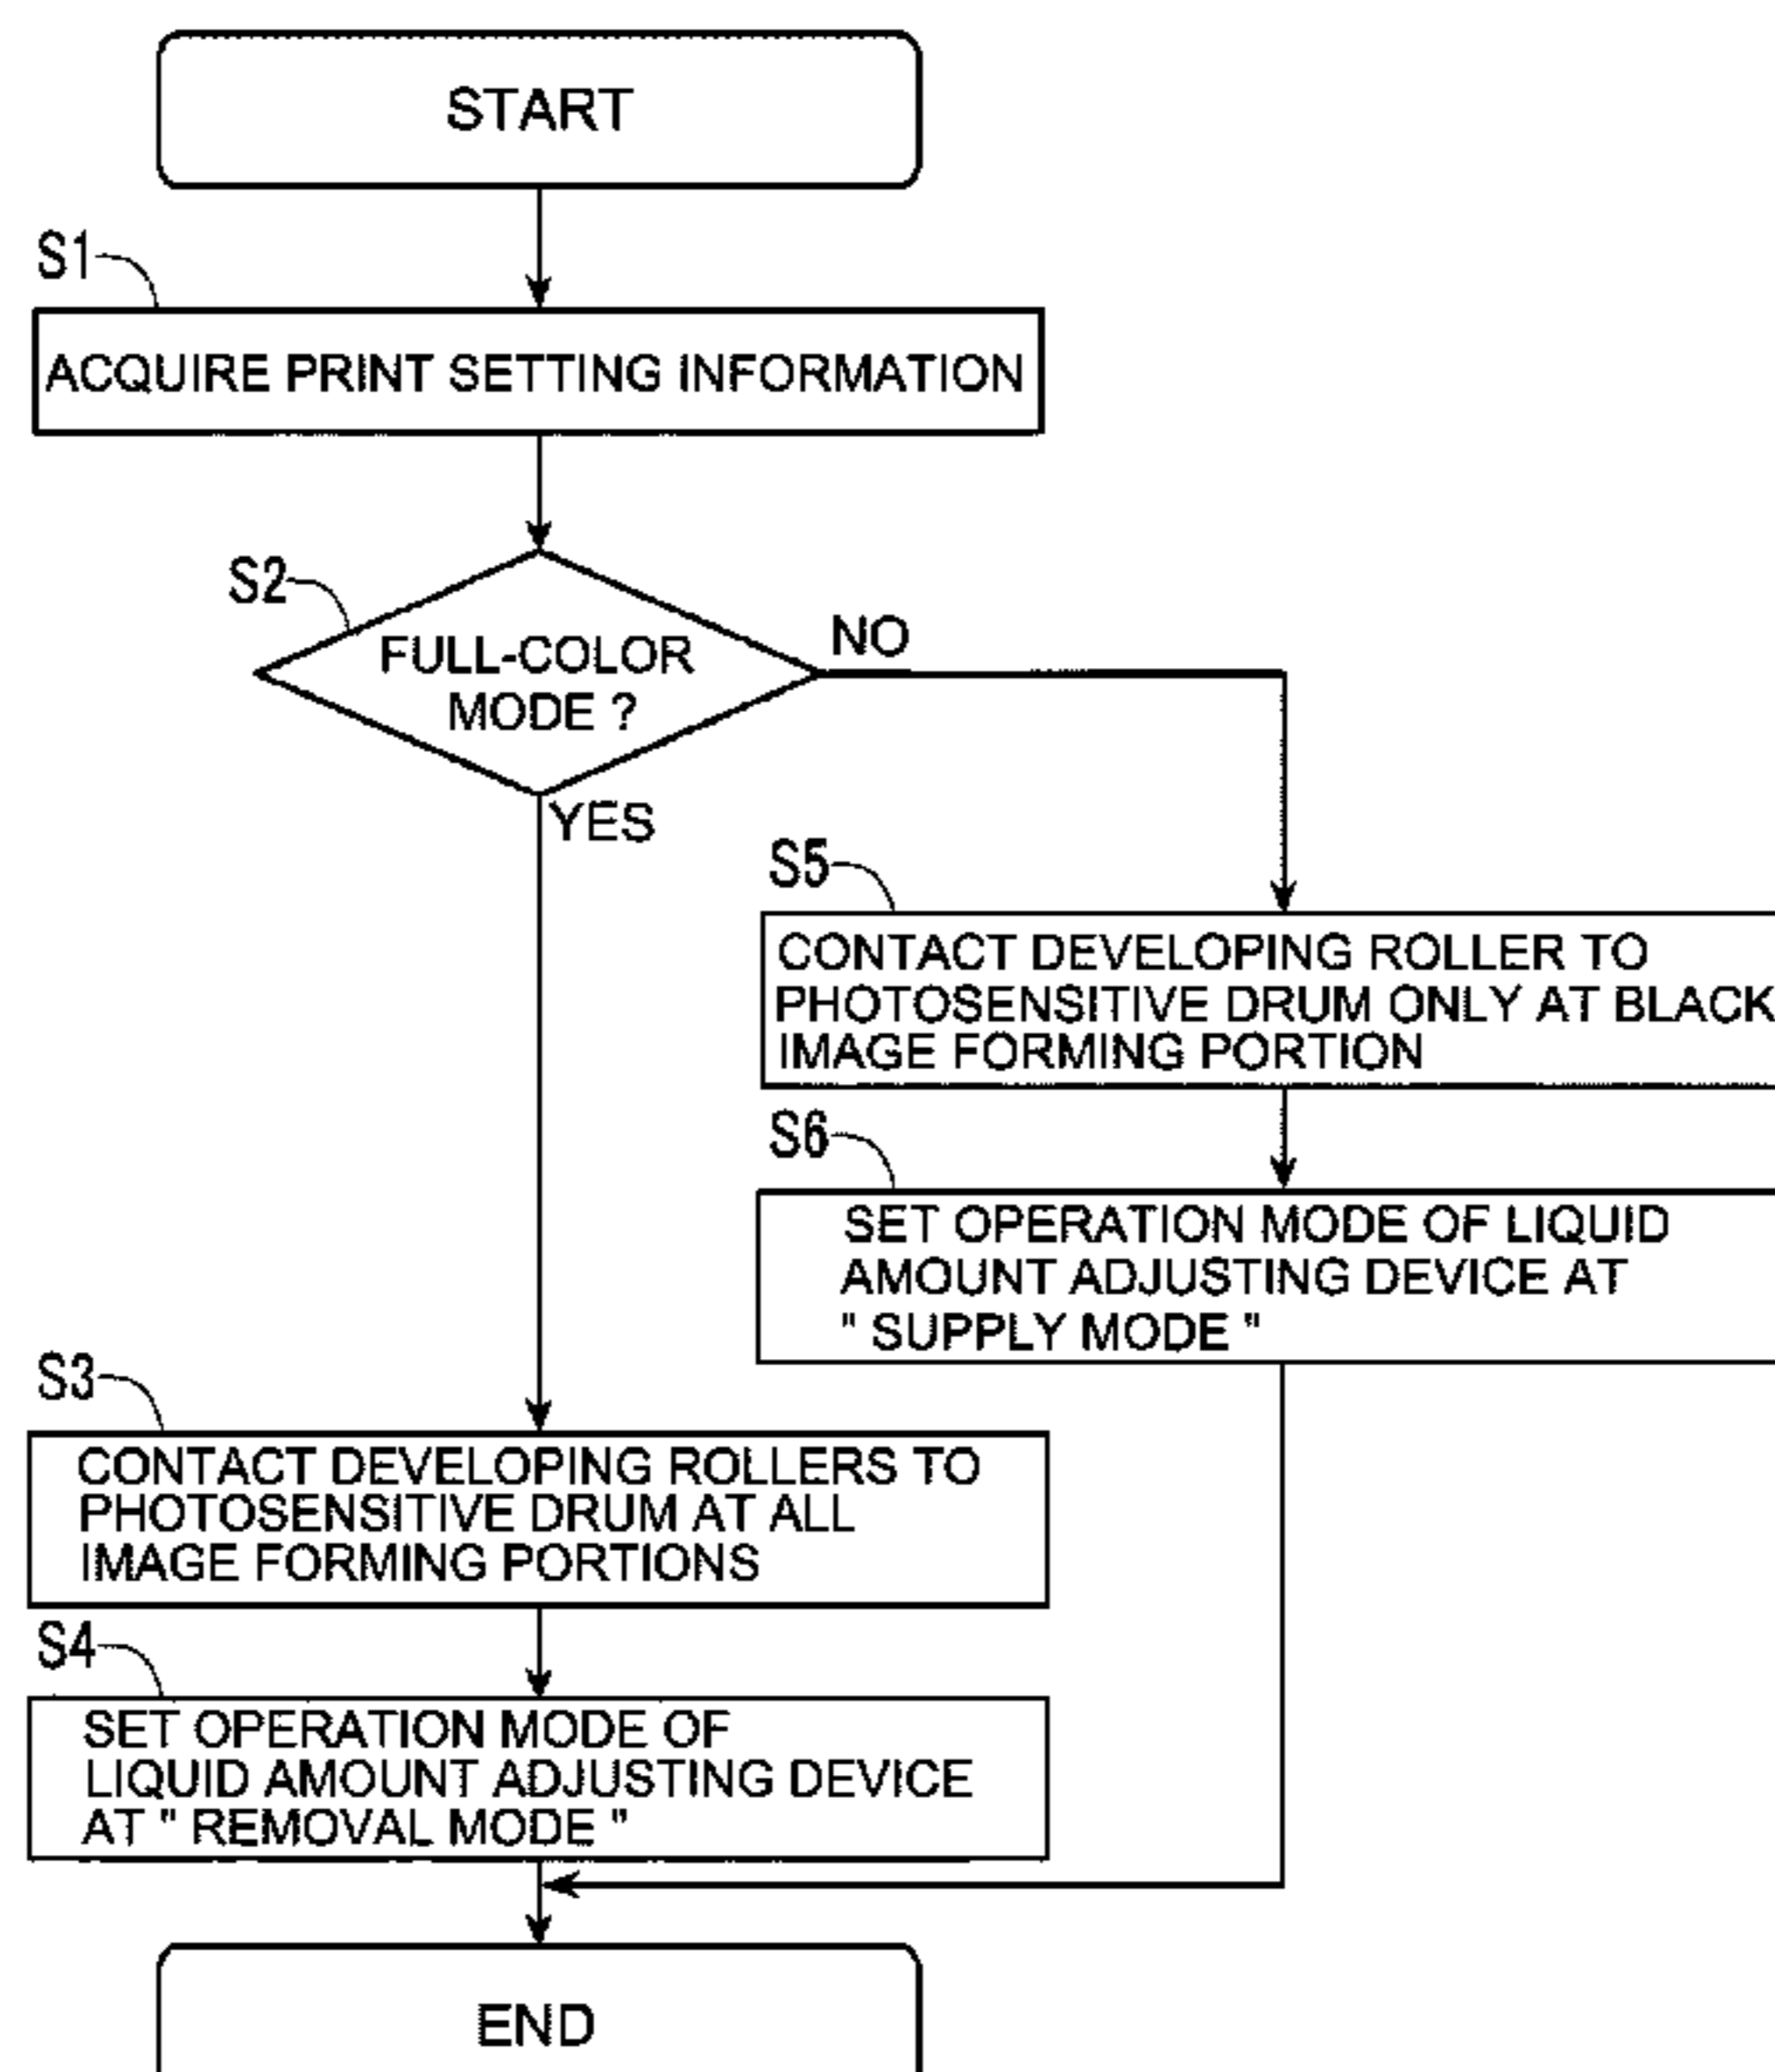 START
S1
ACQUIRE PRINT SETTING INFORMATION
S2
FULL-COLOR
MODE ?
NO
YES
S5
CONTACT DEVELOPING ROLLER TO
PHOTOSENSITIVE DRUM ONLY AT BLACK
IMAGE FORMING PORTION
S6
SET OPERATION MODE OF LIQUID
AMOUNT ADJUSTING DEVICE AT
" SUPPLY MODE "
S3
CONTACT DEVELOPING ROLLERS TO
PHOTOSENSITIVE DRUM AT ALL
IMAGE FORMING PORTIONS
S4
SET OPERATION MODE OF
LIQUID AMOUNT ADJUSTING DEVICE
AT " REMOVAL MODE "
END